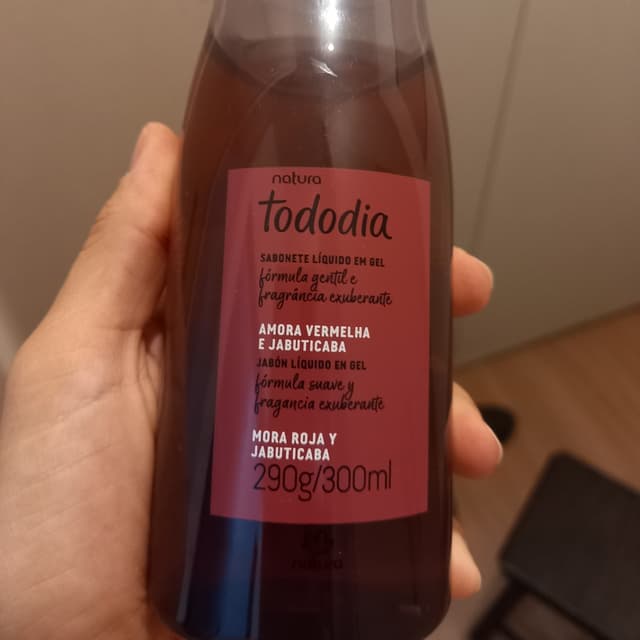 natura
tododia
SABONETE LÍQUIDO EM GEL
fórmula gentil e
fragrância exuberante
AMORA VERMELHA
E JABUTICABA
JABÓN LÍQUIDO EN GEL
fórmula suave y
fragancia exuberante
MORA ROJA Y
JABUTICABA
290g/300ml
natura